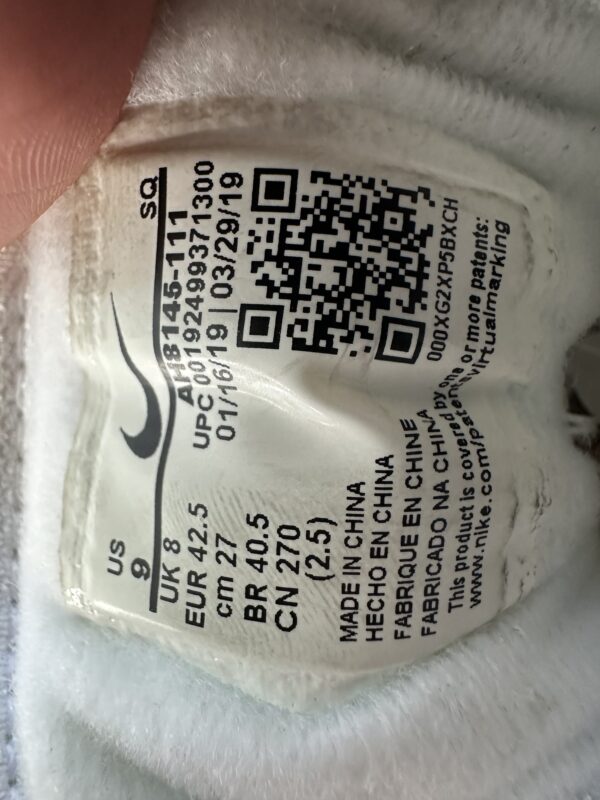 US
9
SQ
UK 8
EUR 42.5
cm 27
BR 40.5
CN 270
(2.5)
AH8145-111
UPC 00192499371300
01/16/19 | 03/29/19
000XG2XP5BXCH
MADE IN CHINA
HECHO EN CHINA
FABRIQUE EN CHINE
FABRICADO NA CHINA
This product is covered by one or more patents:
www.nike.com/patents virtualmarking